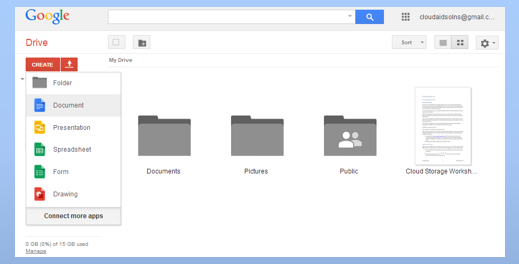 Google
cloudaidsolns@gmail.c...
Drive
Sort
CREATE
My Drive
Folder
Document
Presentation
Spreadsheet
Form
Drawing
Connect more apps
Documents
Pictures
Public
Cloud Storage Worksh...
0 GB (0%) of 15 GB used
Manage